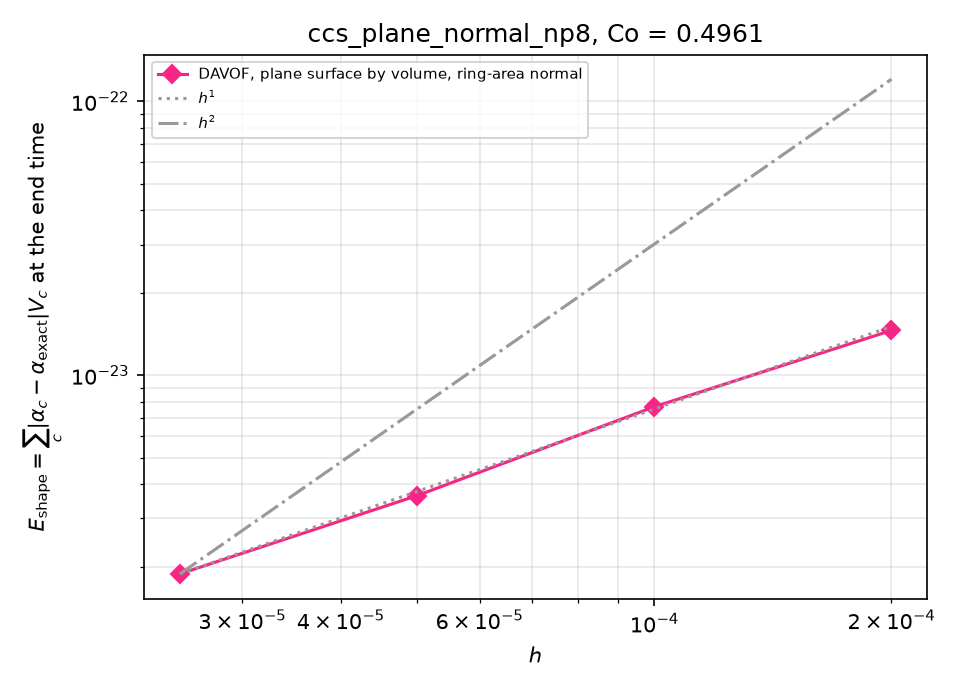 ccs_plane_normal_np8, Co = 0.4961
DAVOF, plane surface by volume, ring-area normal
h¹
h²
10⁻²²
10⁻²³
E_shape = ∑_c |α_c − α_exact|V_c at the end time
3 × 10⁻⁵ 4 × 10⁻⁵ 6 × 10⁻⁵ 10⁻⁴ 2 × 10⁻⁴
h